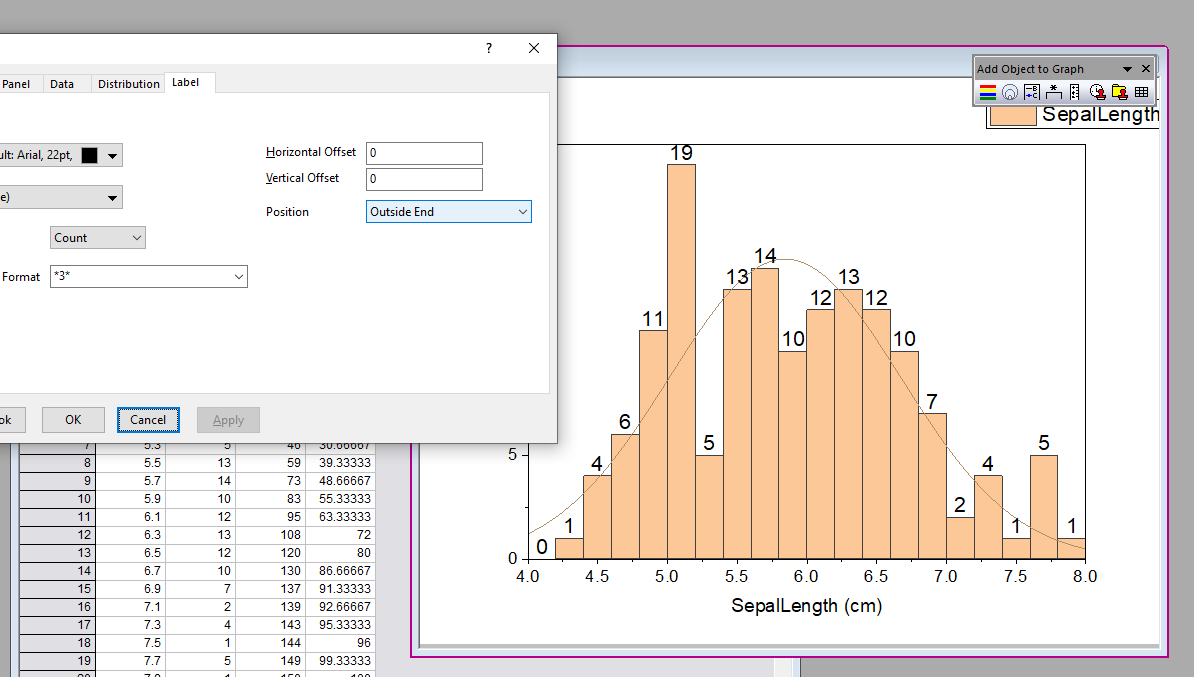 ?
Panel Data Distribution Label
ult: Arial, 22pt,
e)
Count
Format *3*
Horizontal Offset 0
Vertical Offset 0
Position Outside End
ok OK Cancel Apply
7 5.3 5 46 30.66667
8 5.5 13 59 39.33333
9 5.7 14 73 48.66667
10 5.9 10 83 55.33333
11 6.1 12 95 63.33333
12 6.3 13 108 72
13 6.5 12 120 80
14 6.7 10 130 86.66667
15 6.9 7 137 91.33333
16 7.1 2 139 92.66667
17 7.3 4 143 95.33333
18 7.5 1 144 96
19 7.7 5 149 99.33333
Add Object to Graph
SepalLength
0 1 4 6 11 19 5 13 14 10 12 13 12 10 7 2 4 1 5 1
5
0
4.0 4.5 5.0 5.5 6.0 6.5 7.0 7.5 8.0
SepalLength (cm)